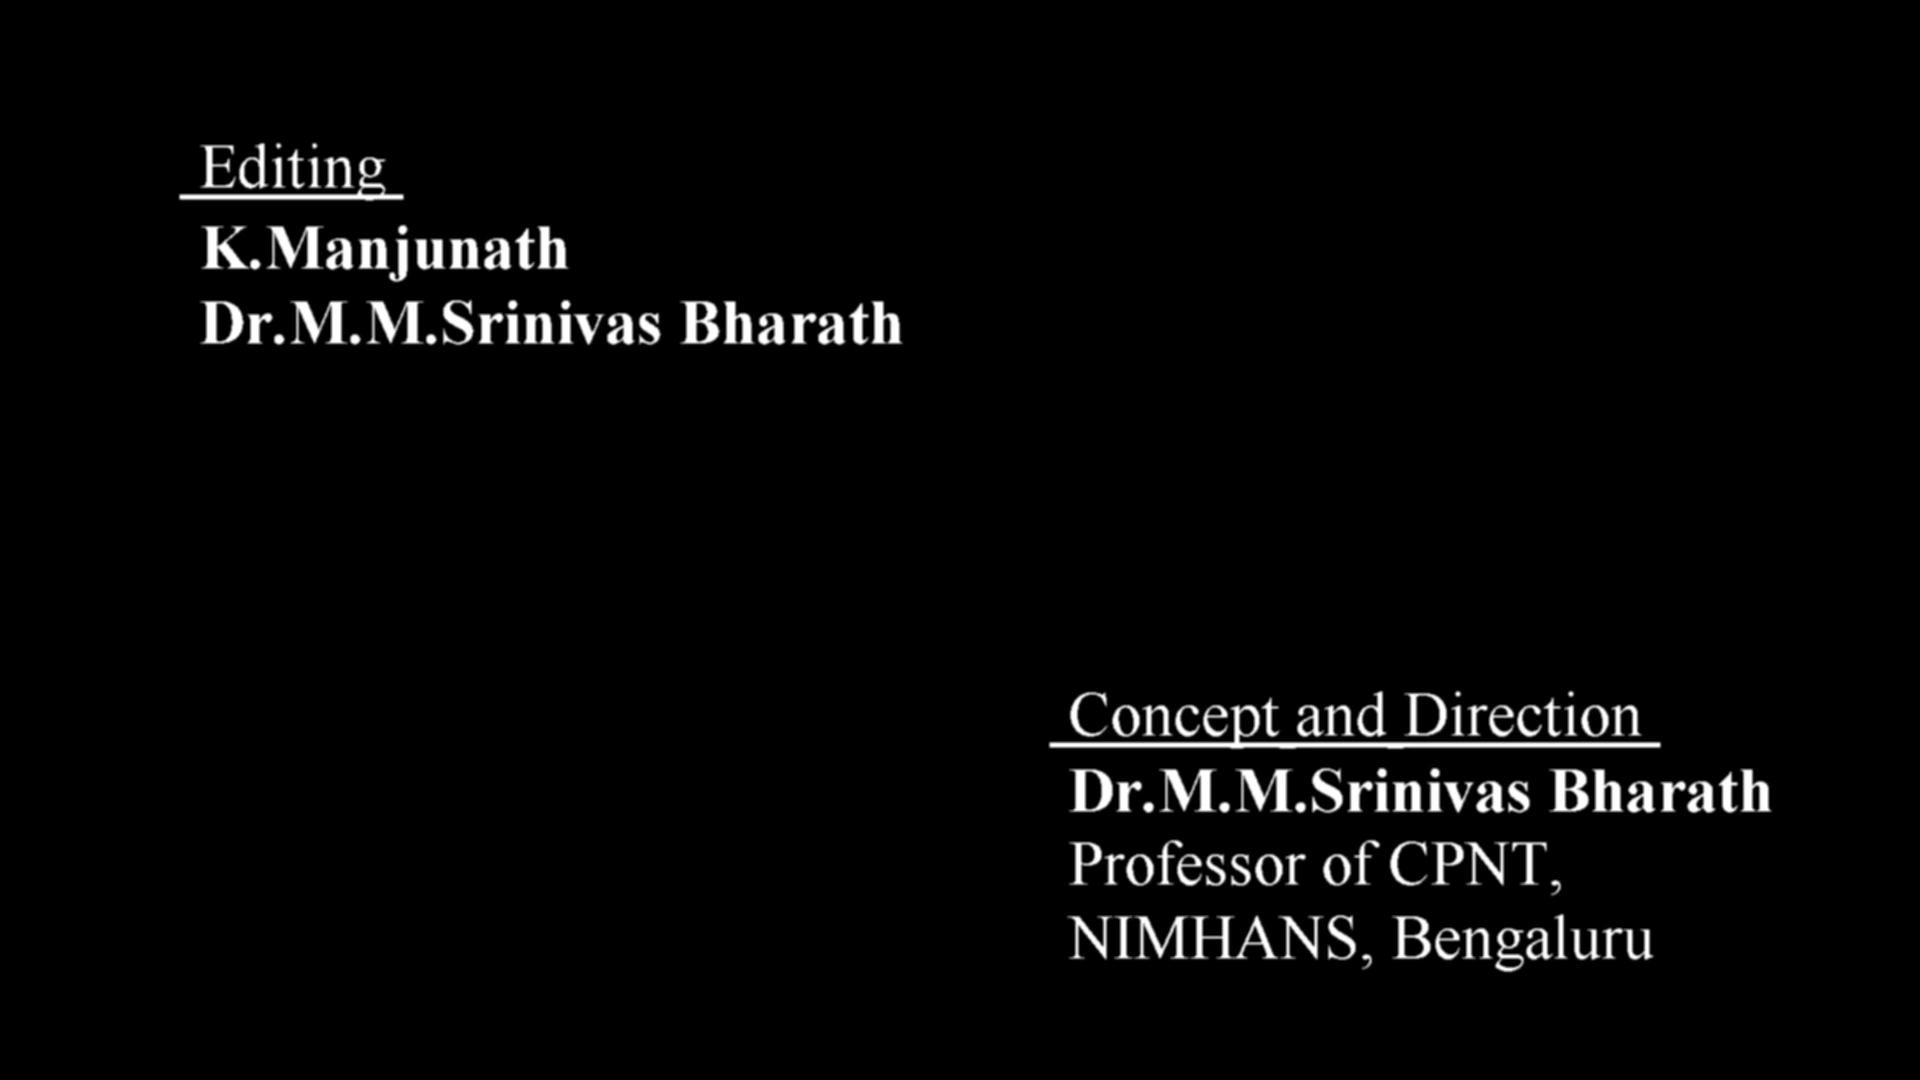 Editing
K.Manjunath
Dr.M.M.Srinivas Bharath
Concept and Direction
Dr.M.M.Srinivas Bharath
Professor of CPNT,
NIMHANS, Bengaluru